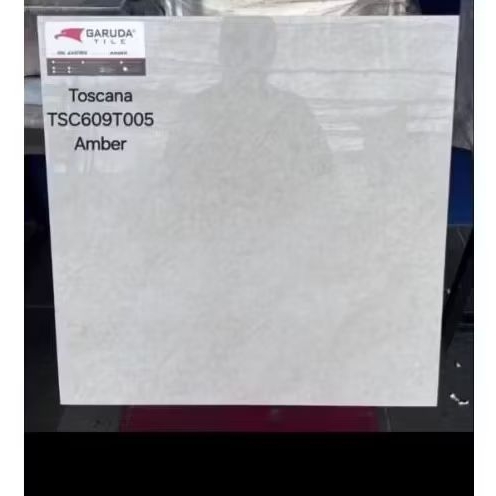 GARUDA®
TILE
Toscana
TSC609T005
Amber